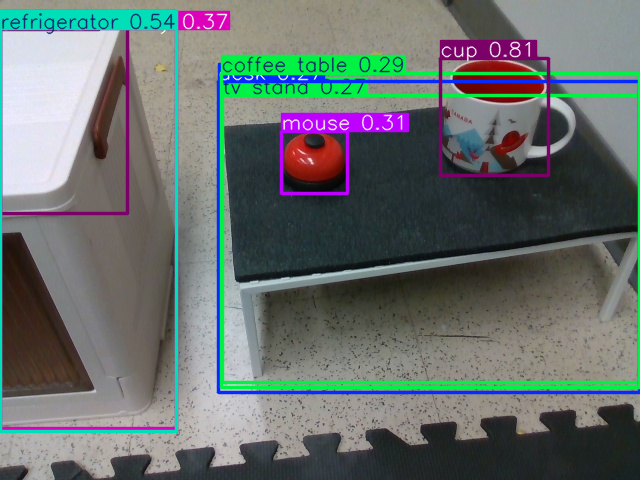 refrigerator 0.54
0.37
cup 0.81
coffee table 0.29
desk 0.27
tv stand 0.27
mouse 0.31
CANADA